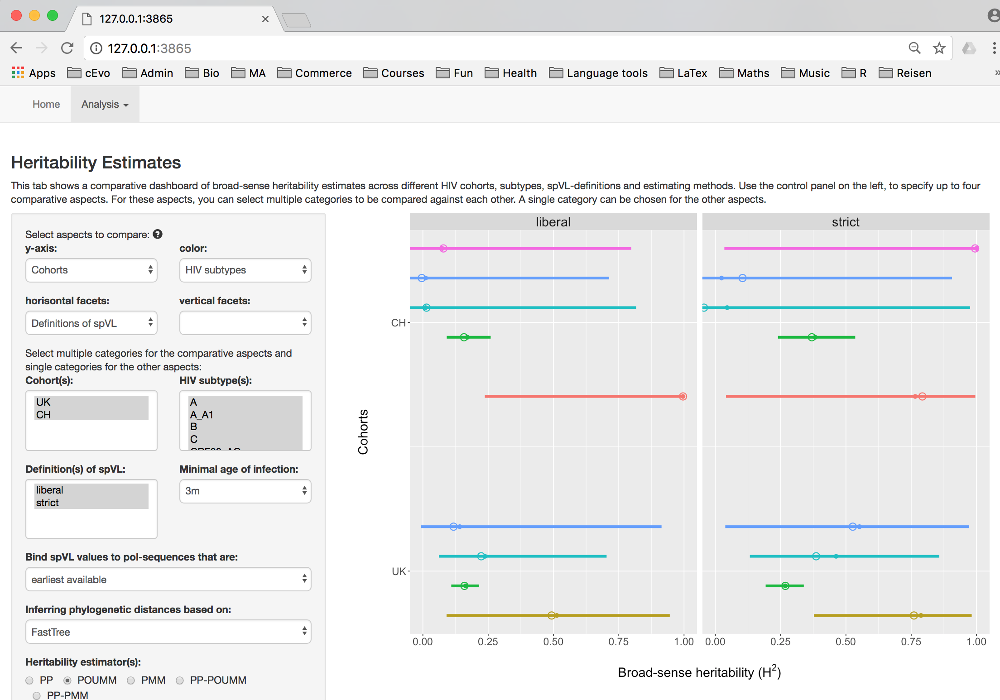 127.0.0.1:3865
127.0.0.1:3865
Apps cEvo Admin Bio MA Commerce Courses Fun Health Language tools LaTex Maths Music R Reisen »
Home Analysis
Heritability Estimates
This tab shows a comparative dashboard of broad-sense heritability estimates across different HIV cohorts, subtypes, spVL-definitions and estimating methods. Use the control panel on the left, to specify up to four
comparative aspects. For these aspects, you can select multiple categories to be compared against each other. A single category can be chosen for the other aspects.
Select aspects to compare: ?
y-axis: color:
Cohorts HIV subtypes
horisontal facets: vertical facets:
Definitions of spVL
Select multiple categories for the comparative aspects and
single categories for the other aspects:
Cohort(s): HIV subtype(s):
UK
CH
A
A_A1
B
C
Definition(s) of spVL: Minimal age of infection:
liberal
strict
3m
Bind spVL values to pol-sequences that are:
earliest available
Inferring phylogenetic distances based on:
FastTree
Heritability estimator(s):
PP POUMM PMM PP-POUMM
PP-PMM
liberal strict
Cohorts
CH
UK
0.00 0.25 0.50 0.75 1.00 0.00 0.25 0.50 0.75 1.00
Broad-sense heritability (H²)